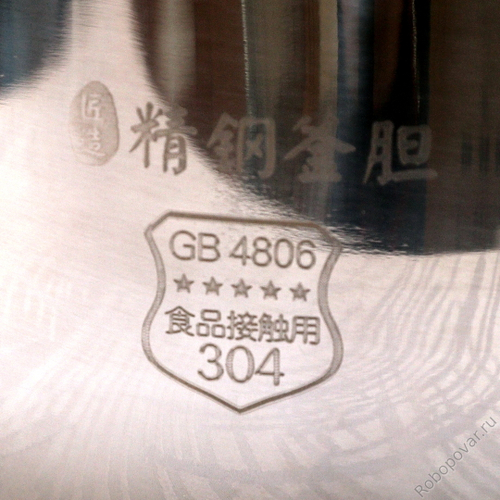 匠造 精钢釜胆
GB 4806
★★★★★
食品接触用
304
Robopovar.ru